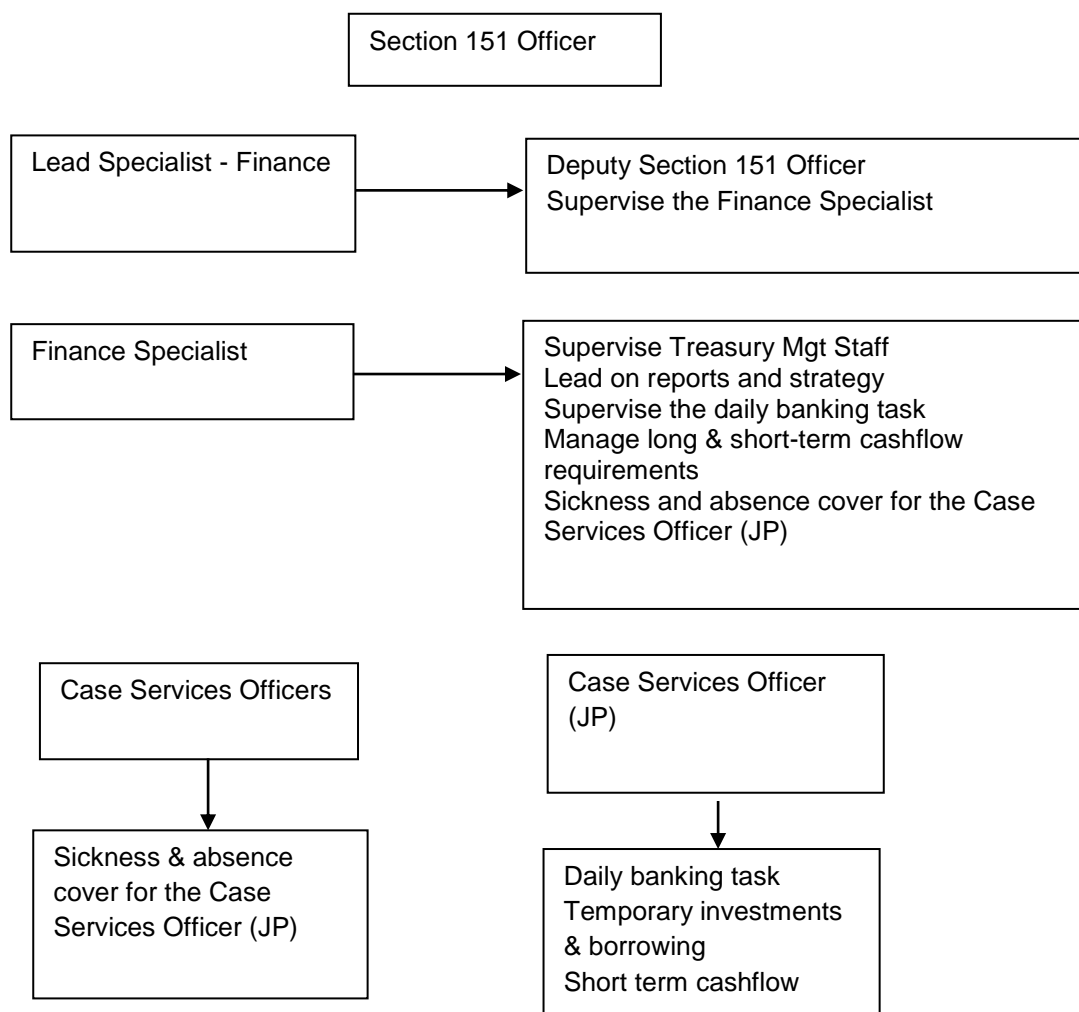 Section 151 Officer
Lead Specialist - Finance
Deputy Section 151 Officer
Supervise the Finance Specialist
Finance Specialist
Supervise Treasury Mgt Staff
Lead on reports and strategy
Supervise the daily banking task
Manage long & short-term cashflow
requirements
Sickness and absence cover for the Case
Services Officer (JP)
Case Services Officers
Case Services Officer
(JP)
Sickness & absence
cover for the Case
Services Officer (JP)
Daily banking task
Temporary investments
& borrowing
Short term cashflow